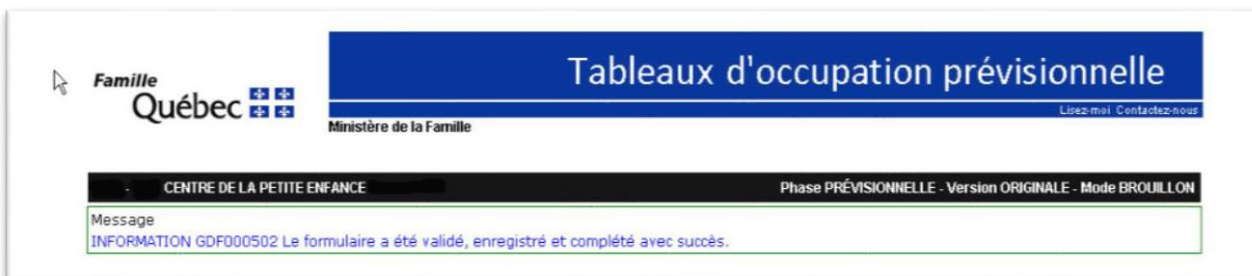 Tableaux d'occupation prévisionnelle
Famille
Québec
Lisez-moi Contactez-nous
Ministère de la Famille
- CENTRE DE LA PETITE ENFANCE
Phase PRÉVISIONNELLE - Version ORIGINALE - Mode BROUILLON
Message
INFORMATION GDF000502 Le formulaire a été validé, enregistré et complété avec succès.